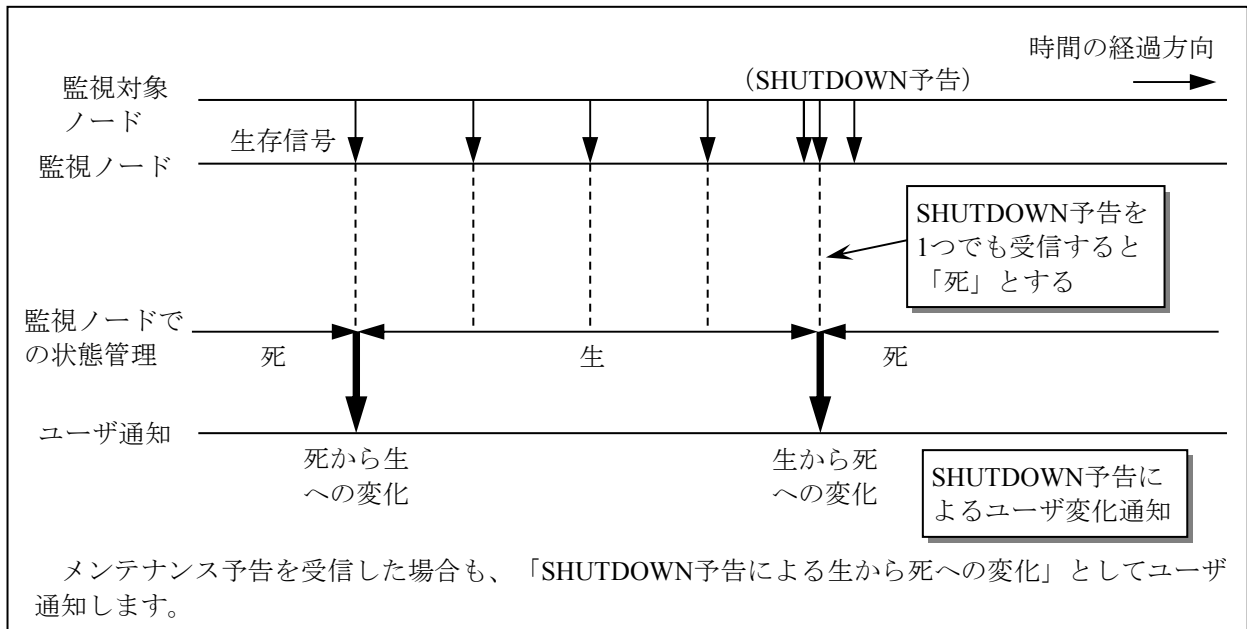 時間の経過方向
(SHUTDOWN予告)
監視対象
ノード
生存信号
監視ノード
SHUTDOWN予告を
1つでも受信すると
「死」とする
監視ノードで
の状態管理
死
生
死
ユーザ通知
死から生
への変化
生から死
への変化
SHUTDOWN予告に
よるユーザ変化通知
メンテナンス予告を受信した場合も、「SHUTDOWN予告による生から死への変化」としてユーザ
通知します。